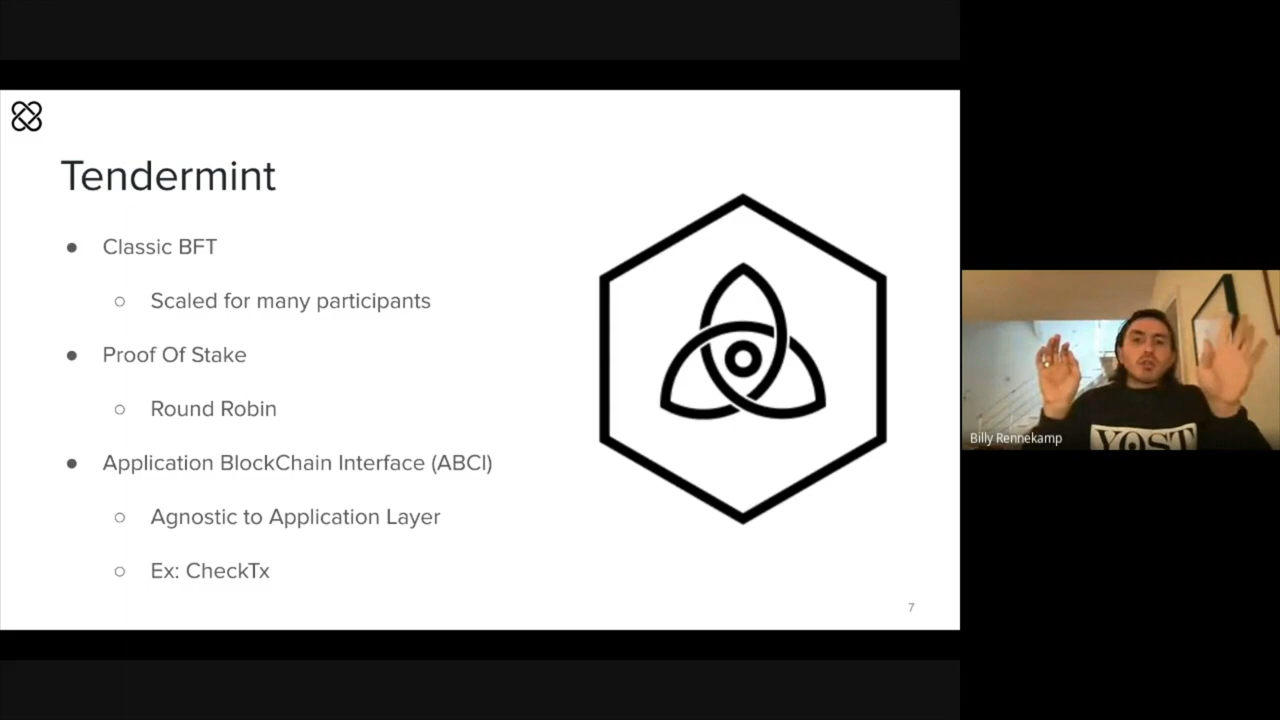 Tendermint
● Classic BFT
○ Scaled for many participants
● Proof Of Stake
○ Round Robin
● Application BlockChain Interface (ABCI)
○ Agnostic to Application Layer
○ Ex: CheckTx
7
Billy Rennekamp
YOST